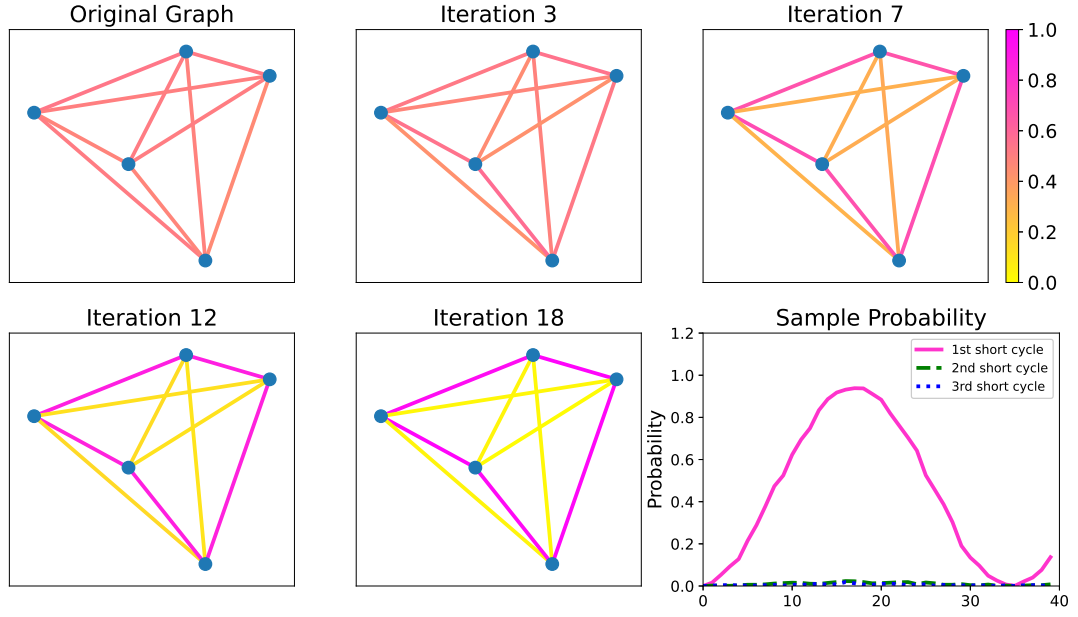 Original Graph
Iteration 3
Iteration 7
1.0
0.8
0.6
0.4
0.2
0.0
Iteration 12
Iteration 18
Sample Probability
1.2
1.0
0.8
0.6
0.4
0.2
0.0
Probability
1st short cycle
2nd short cycle
3rd short cycle
0
10
20
30
40